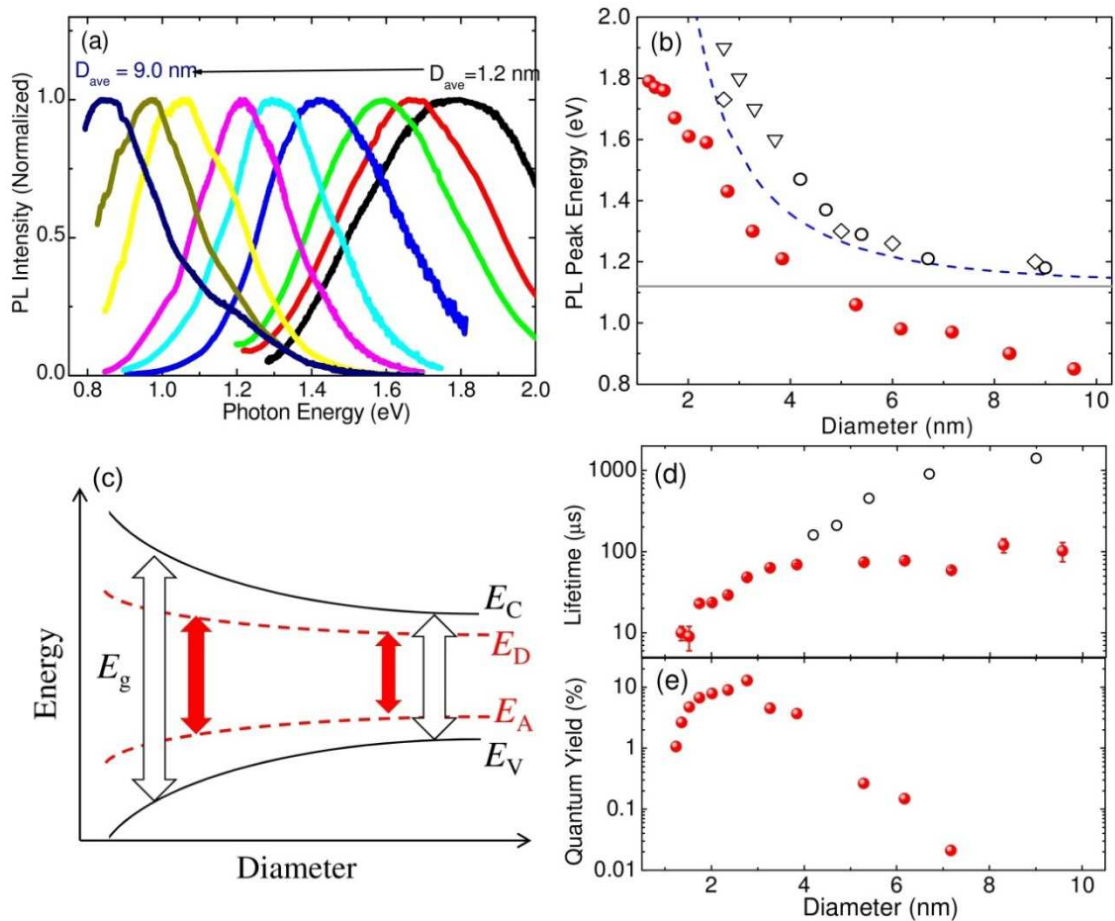 (a)
D_ave = 9.0 nm
D_ave=1.2 nm
PL Intensity (Normalized)
1.0
0.5
0.0
0.8 1.0 1.2 1.4 1.6 1.8 2.0
Photon Energy (eV)
(b)
PL Peak Energy (eV)
2.0
1.8
1.6
1.4
1.2
1.0
0.8
2 4 6 8 10
Diameter (nm)
(c)
Energy
E_g
E_C
E_D
E_A
E_V
Diameter
(d)
Lifetime (μs)
1000
100
10
(e)
Quantum Yield (%)
10
1
0.1
0.01
2 4 6 8 10
Diameter (nm)